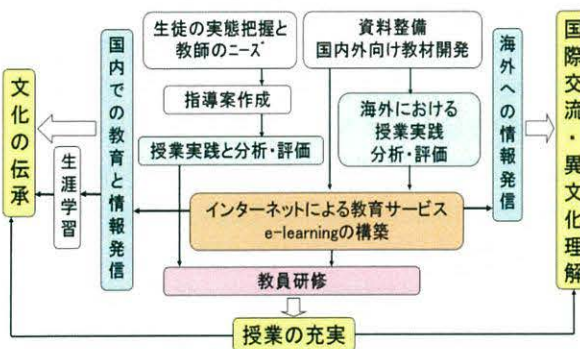 文化の伝承
生涯学習
国内での教育と情報発信
生徒の実態把握と
教師のニーズ
指導案作成
授業実践と分析・評価
資料整備
国内外向け教材開発
海外における
授業実践
分析・評価
インターネットによる教育サービス
e-learningの構築
教員研修
授業の充実
海外への情報発信
国際交流・異文化理解